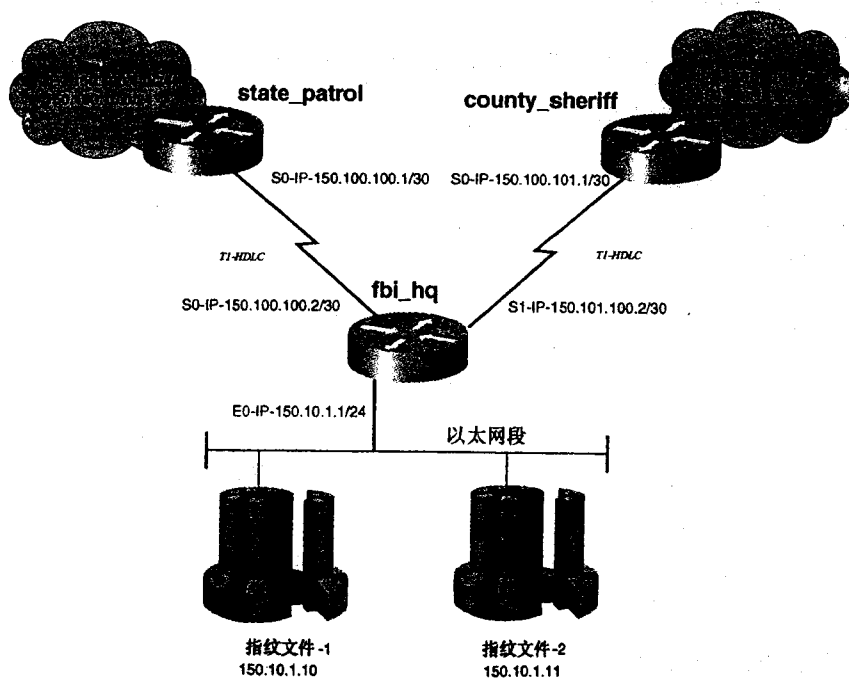 state_patrol
county_sheriff
S0-IP-150.100.100.1/30
S0-IP-150.100.101.1/30
T1-HDLC
T1-HDLC
fbi_hq
S0-IP-150.100.100.2/30
S1-IP-150.101.100.2/30
E0-IP-150.10.1.1/24
以太网段
指纹文件-1
150.10.1.10
指纹文件-2
150.10.1.11